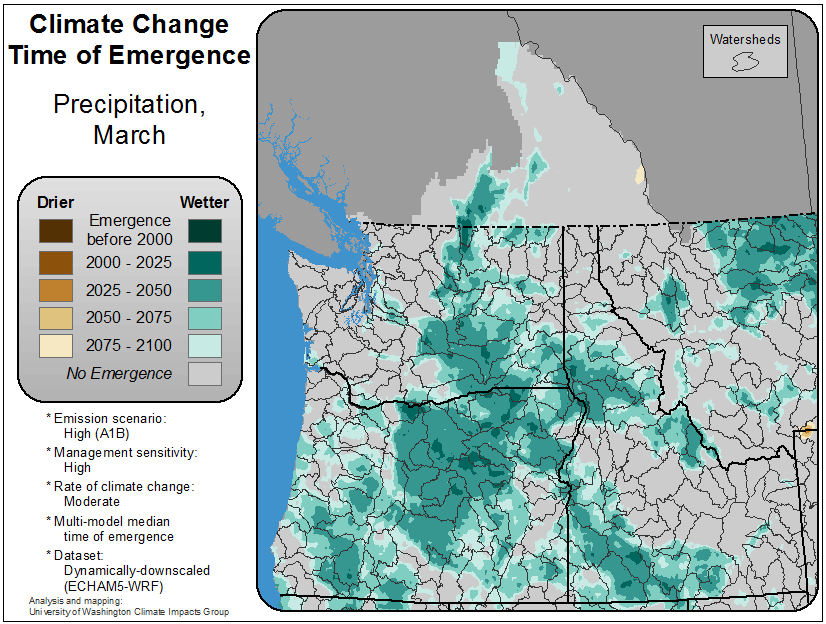 Climate Change
Time of Emergence
Precipitation,
March
Drier
Wetter
Emergence
before 2000
2000 - 2025
2025 - 2050
2050 - 2075
2075 - 2100
No Emergence
* Emission scenario:
High (A1B)
* Management sensitivity:
High
* Rate of climate change:
Moderate
* Multi-model median
time of emergence
* Dataset:
Dynamically-downscaled
(ECHAM5-WRF)
Analysis and mapping:
University of Washington Climate Impacts Group
Watersheds